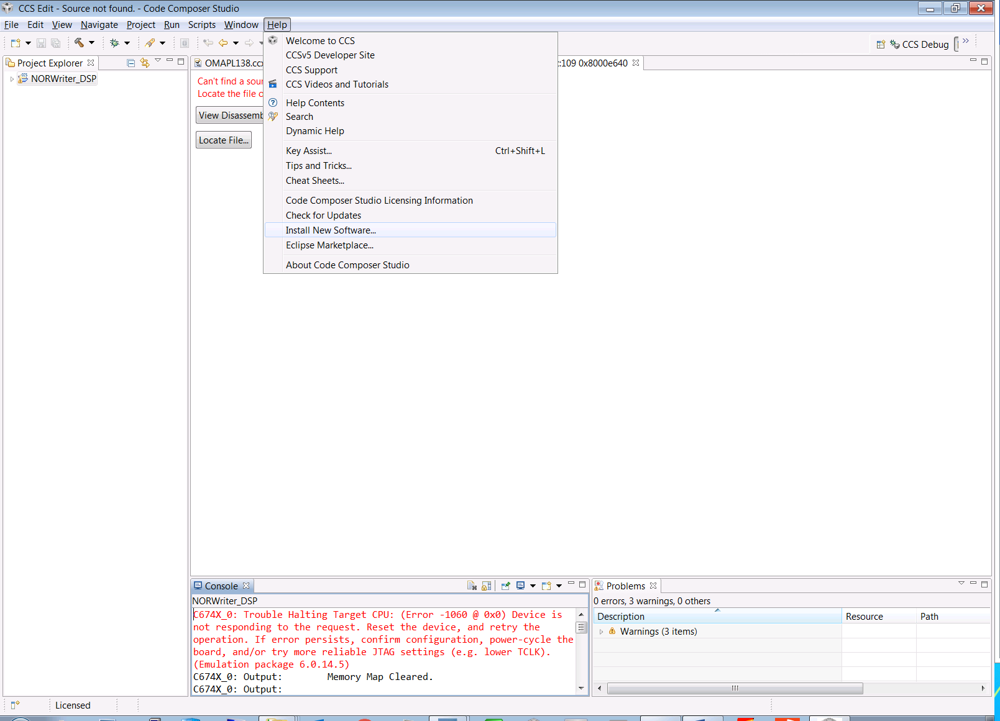 CCS Edit - Source not found. - Code Composer Studio
File Edit View Navigate Project Run Scripts Window Help
CCS Debug
Project Explorer
NORWriter_DSP
OMAPL138.ccx
c:109 0x8000e640
Can't find a sour
Locate the file o
View Disassemb
Locate File...
Welcome to CCS
CCSv5 Developer Site
CCS Support
CCS Videos and Tutorials
Help Contents
Search
Dynamic Help
Key Assist... Ctrl+Shift+L
Tips and Tricks...
Cheat Sheets...
Code Composer Studio Licensing Information
Check for Updates
Install New Software...
Eclipse Marketplace...
About Code Composer Studio
Console
NORWriter_DSP
C674X_0: Trouble Halting Target CPU: (Error -1060 @ 0x0) Device is
not responding to the request. Reset the device, and retry the
operation. If error persists, confirm configuration, power-cycle the
board, and/or try more reliable JTAG settings (e.g. lower TCLK).
(Emulation package 6.0.14.5)
C674X_0: Output: Memory Map Cleared.
C674X_0: Output:
Problems
0 errors, 3 warnings, 0 others
Description Resource Path
Warnings (3 items)
Licensed